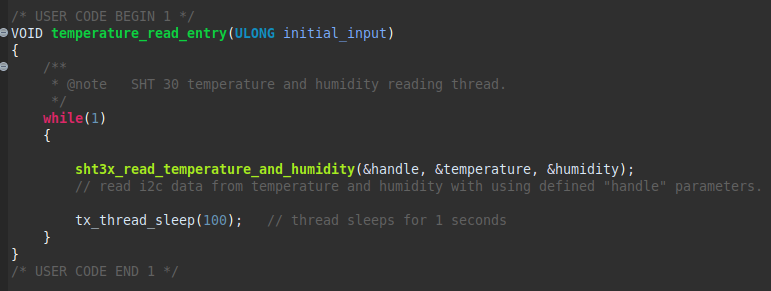 /* USER CODE BEGIN 1 */
VOID temperature_read_entry(ULONG initial_input)
{
    /**
     * @note   SHT 30 temperature and humidity reading thread.
     */
    while(1)
    {

        sht3x_read_temperature_and_humidity(&handle, &temperature, &humidity);
        // read i2c data from temperature and humidity with using defined "handle" parameters.

        tx_thread_sleep(100);   // thread sleeps for 1 seconds
    }
}
/* USER CODE END 1 */